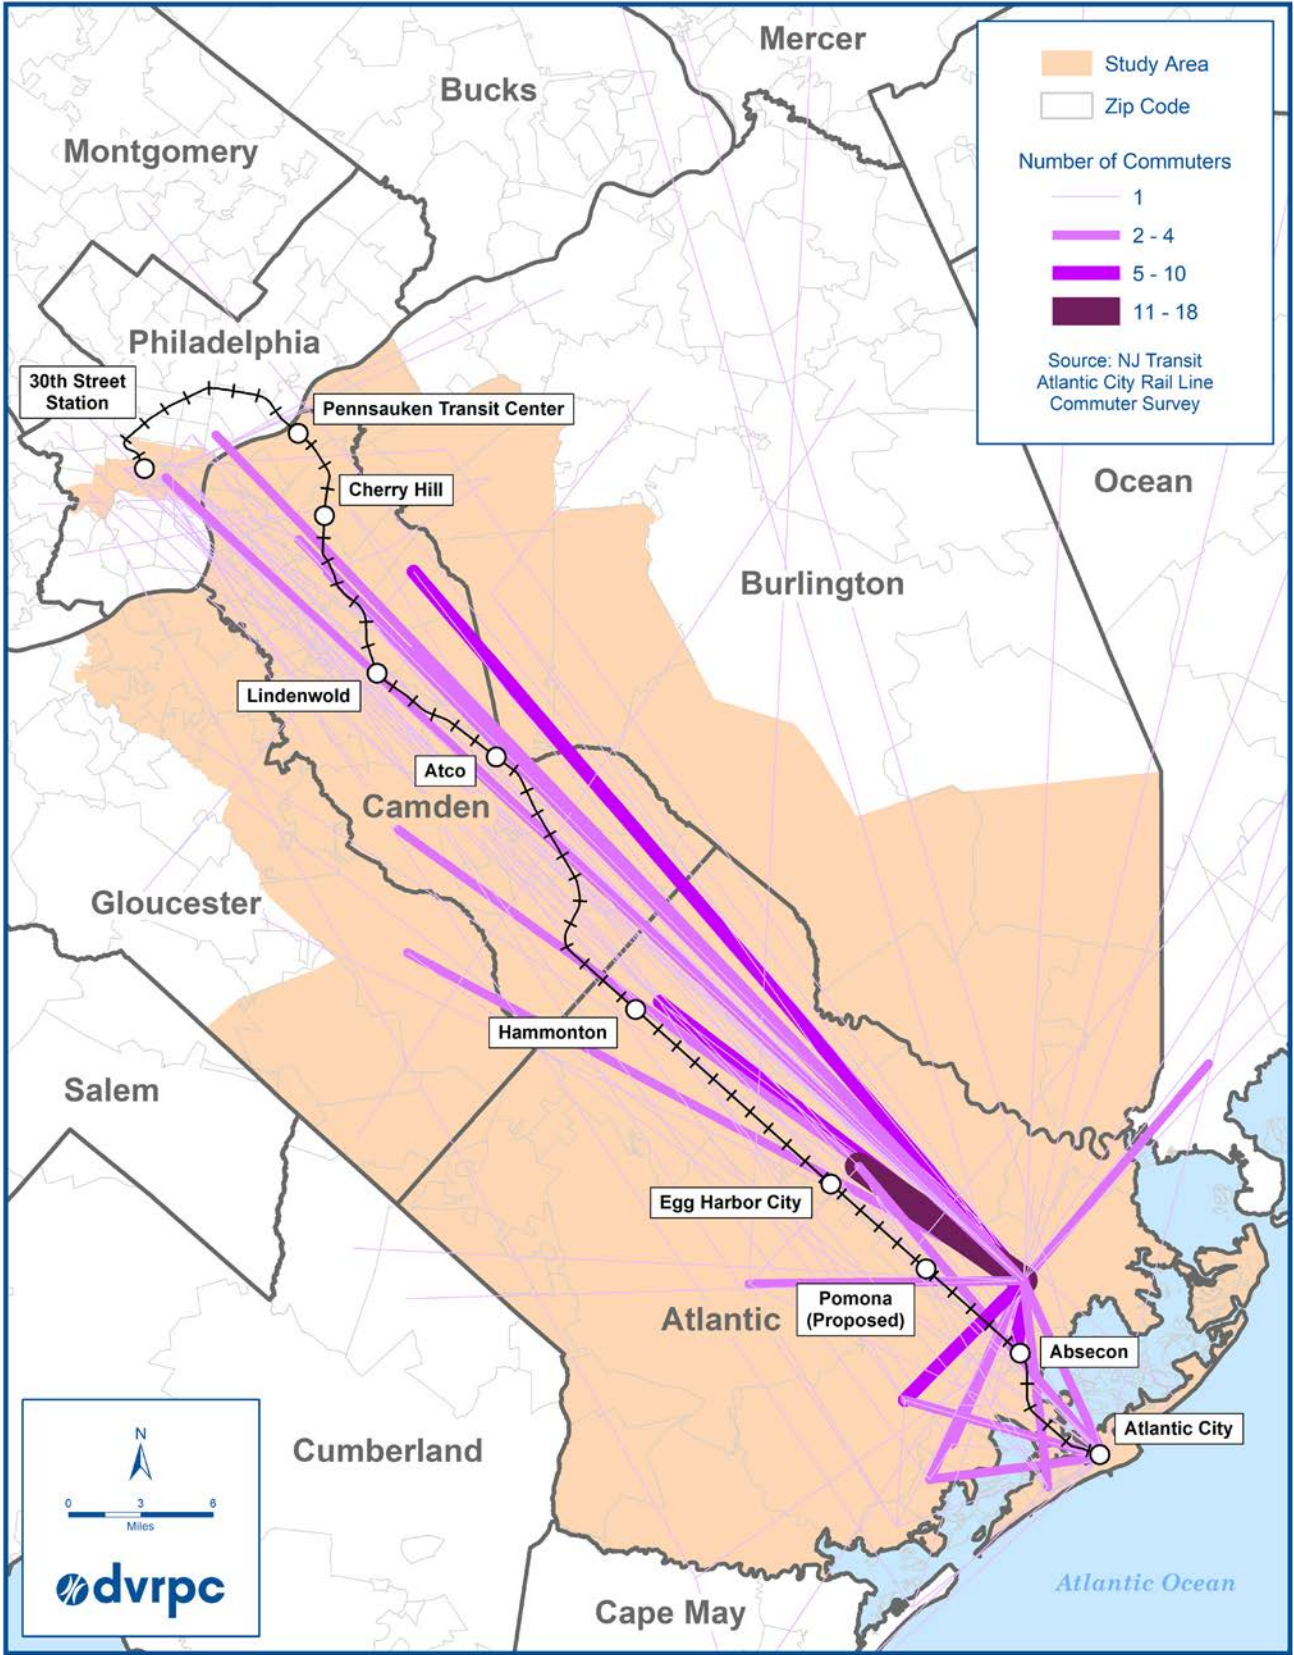 Mercer
Bucks
Montgomery
Study Area
Zip Code
Number of Commuters
1
2 - 4
5 - 10
11 - 18
Source: NJ Transit
Atlantic City Rail Line
Commuter Survey
Philadelphia
30th Street
Station
Pennsauken Transit Center
Cherry Hill
Ocean
Burlington
Lindenwold
Atco
Camden
Gloucester
Hammonton
Salem
Egg Harbor City
Pomona
(Proposed)
Atlantic
Absecon
Atlantic City
Cumberland
N
0 3 6
Miles
dvrpc
Atlantic Ocean
Cape May